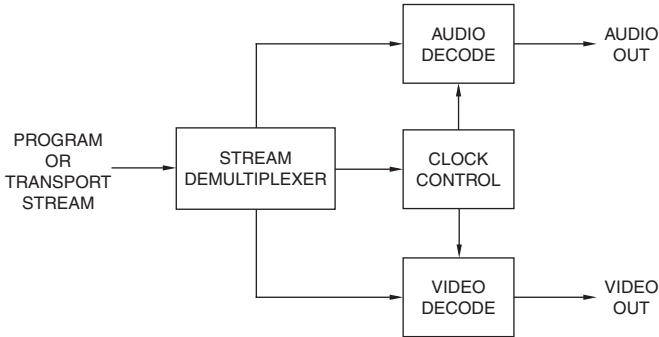 PROGRAM
OR
TRANSPORT
STREAM
STREAM
DEMULTIPLEXER
AUDIO
DECODE
AUDIO
OUT
CLOCK
CONTROL
VIDEO
DECODE
VIDEO
OUT